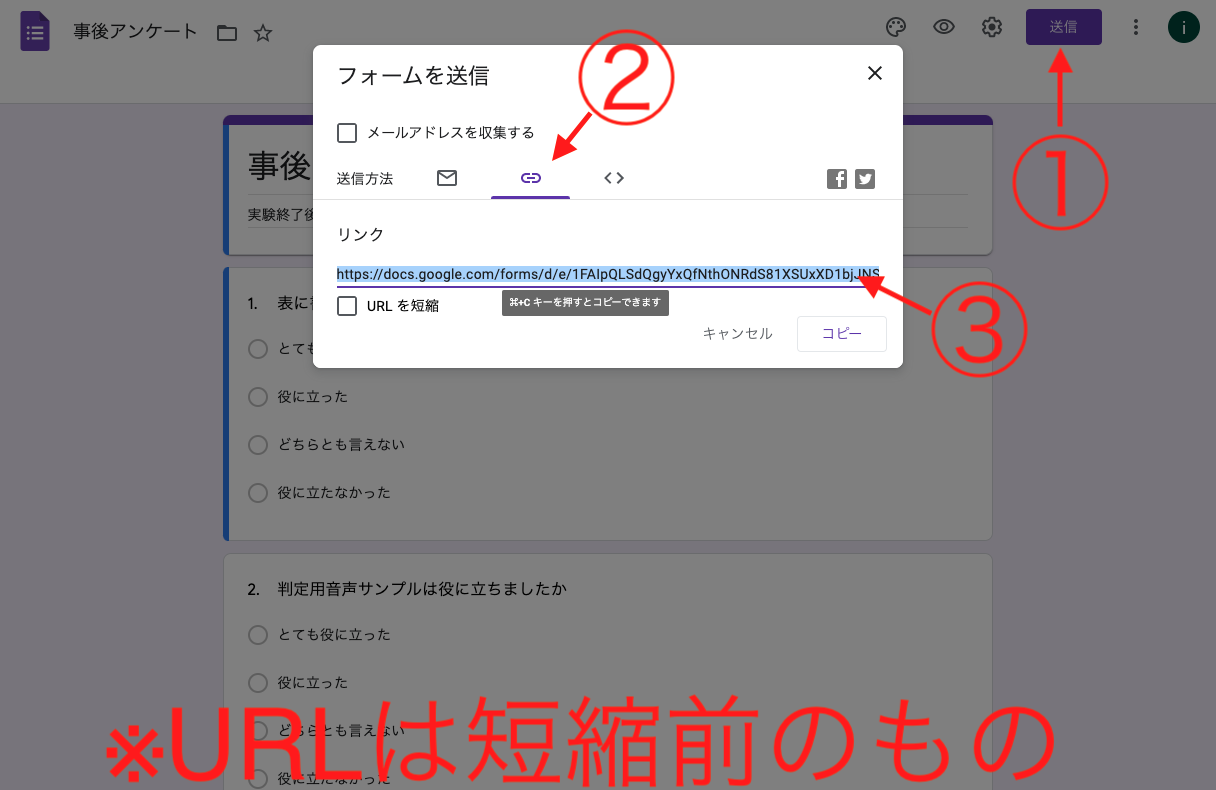 事後アンケート
送信
i
フォームを送信
②
メールアドレスを収集する
①
送信方法
事後
実験終了後
リンク
https://docs.google.com/forms/d/e/1FAIpQLSdQgyYxQfNthONRdS81XSUxXD1bjJNS
URL を短縮
⌘+C キーを押すとコピーできます
③
キャンセル
コピー
1. 表に
とても
役に立った
どちらとも言えない
役に立たなかった
2. 判定用音声サンプルは役に立ちましたか
とても役に立った
役に立った
どちらとも言えない
※URLは短縮前のもの
役に立たなかった